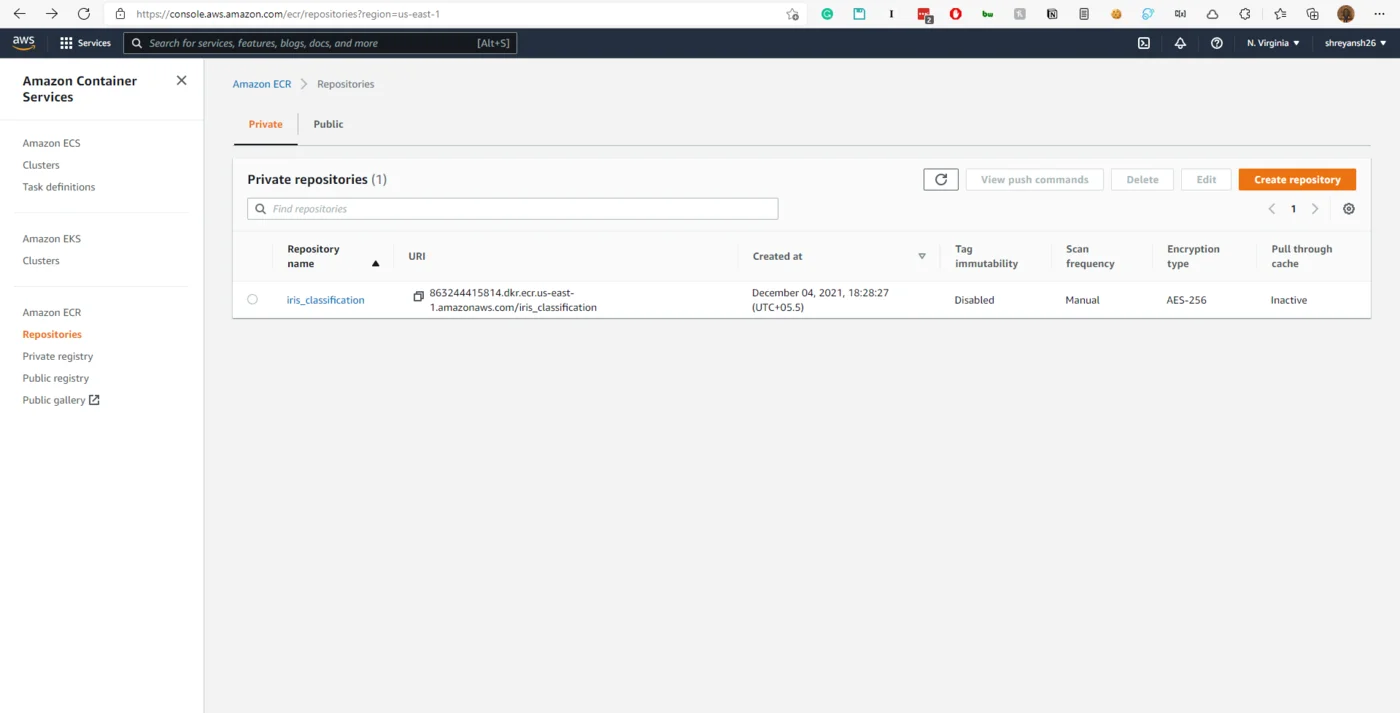 https://console.aws.amazon.com/ecr/repositories?region=us-east-1
2
bw
aws
Services
Search for services, features, blogs, docs, and more
[Alt+S]
N. Virginia
shreyansh26
Amazon Container
Services
Amazon ECS
Clusters
Task definitions
Amazon EKS
Clusters
Amazon ECR
Repositories
Private registry
Public registry
Public gallery
Amazon ECR
Repositories
Private
Public
Private repositories (1)
View push commands
Delete
Edit
Create repository
Find repositories
1
Repository
name
URI
Created at
Tag
immutability
Scan
frequency
Encryption
type
Pull through
cache
iris_classification
863244415814.dkr.ecr.us-east-
1.amazonaws.com/iris_classification
December 04, 2021, 18:28:27
(UTC+05.5)
Disabled
Manual
AES-256
Inactive